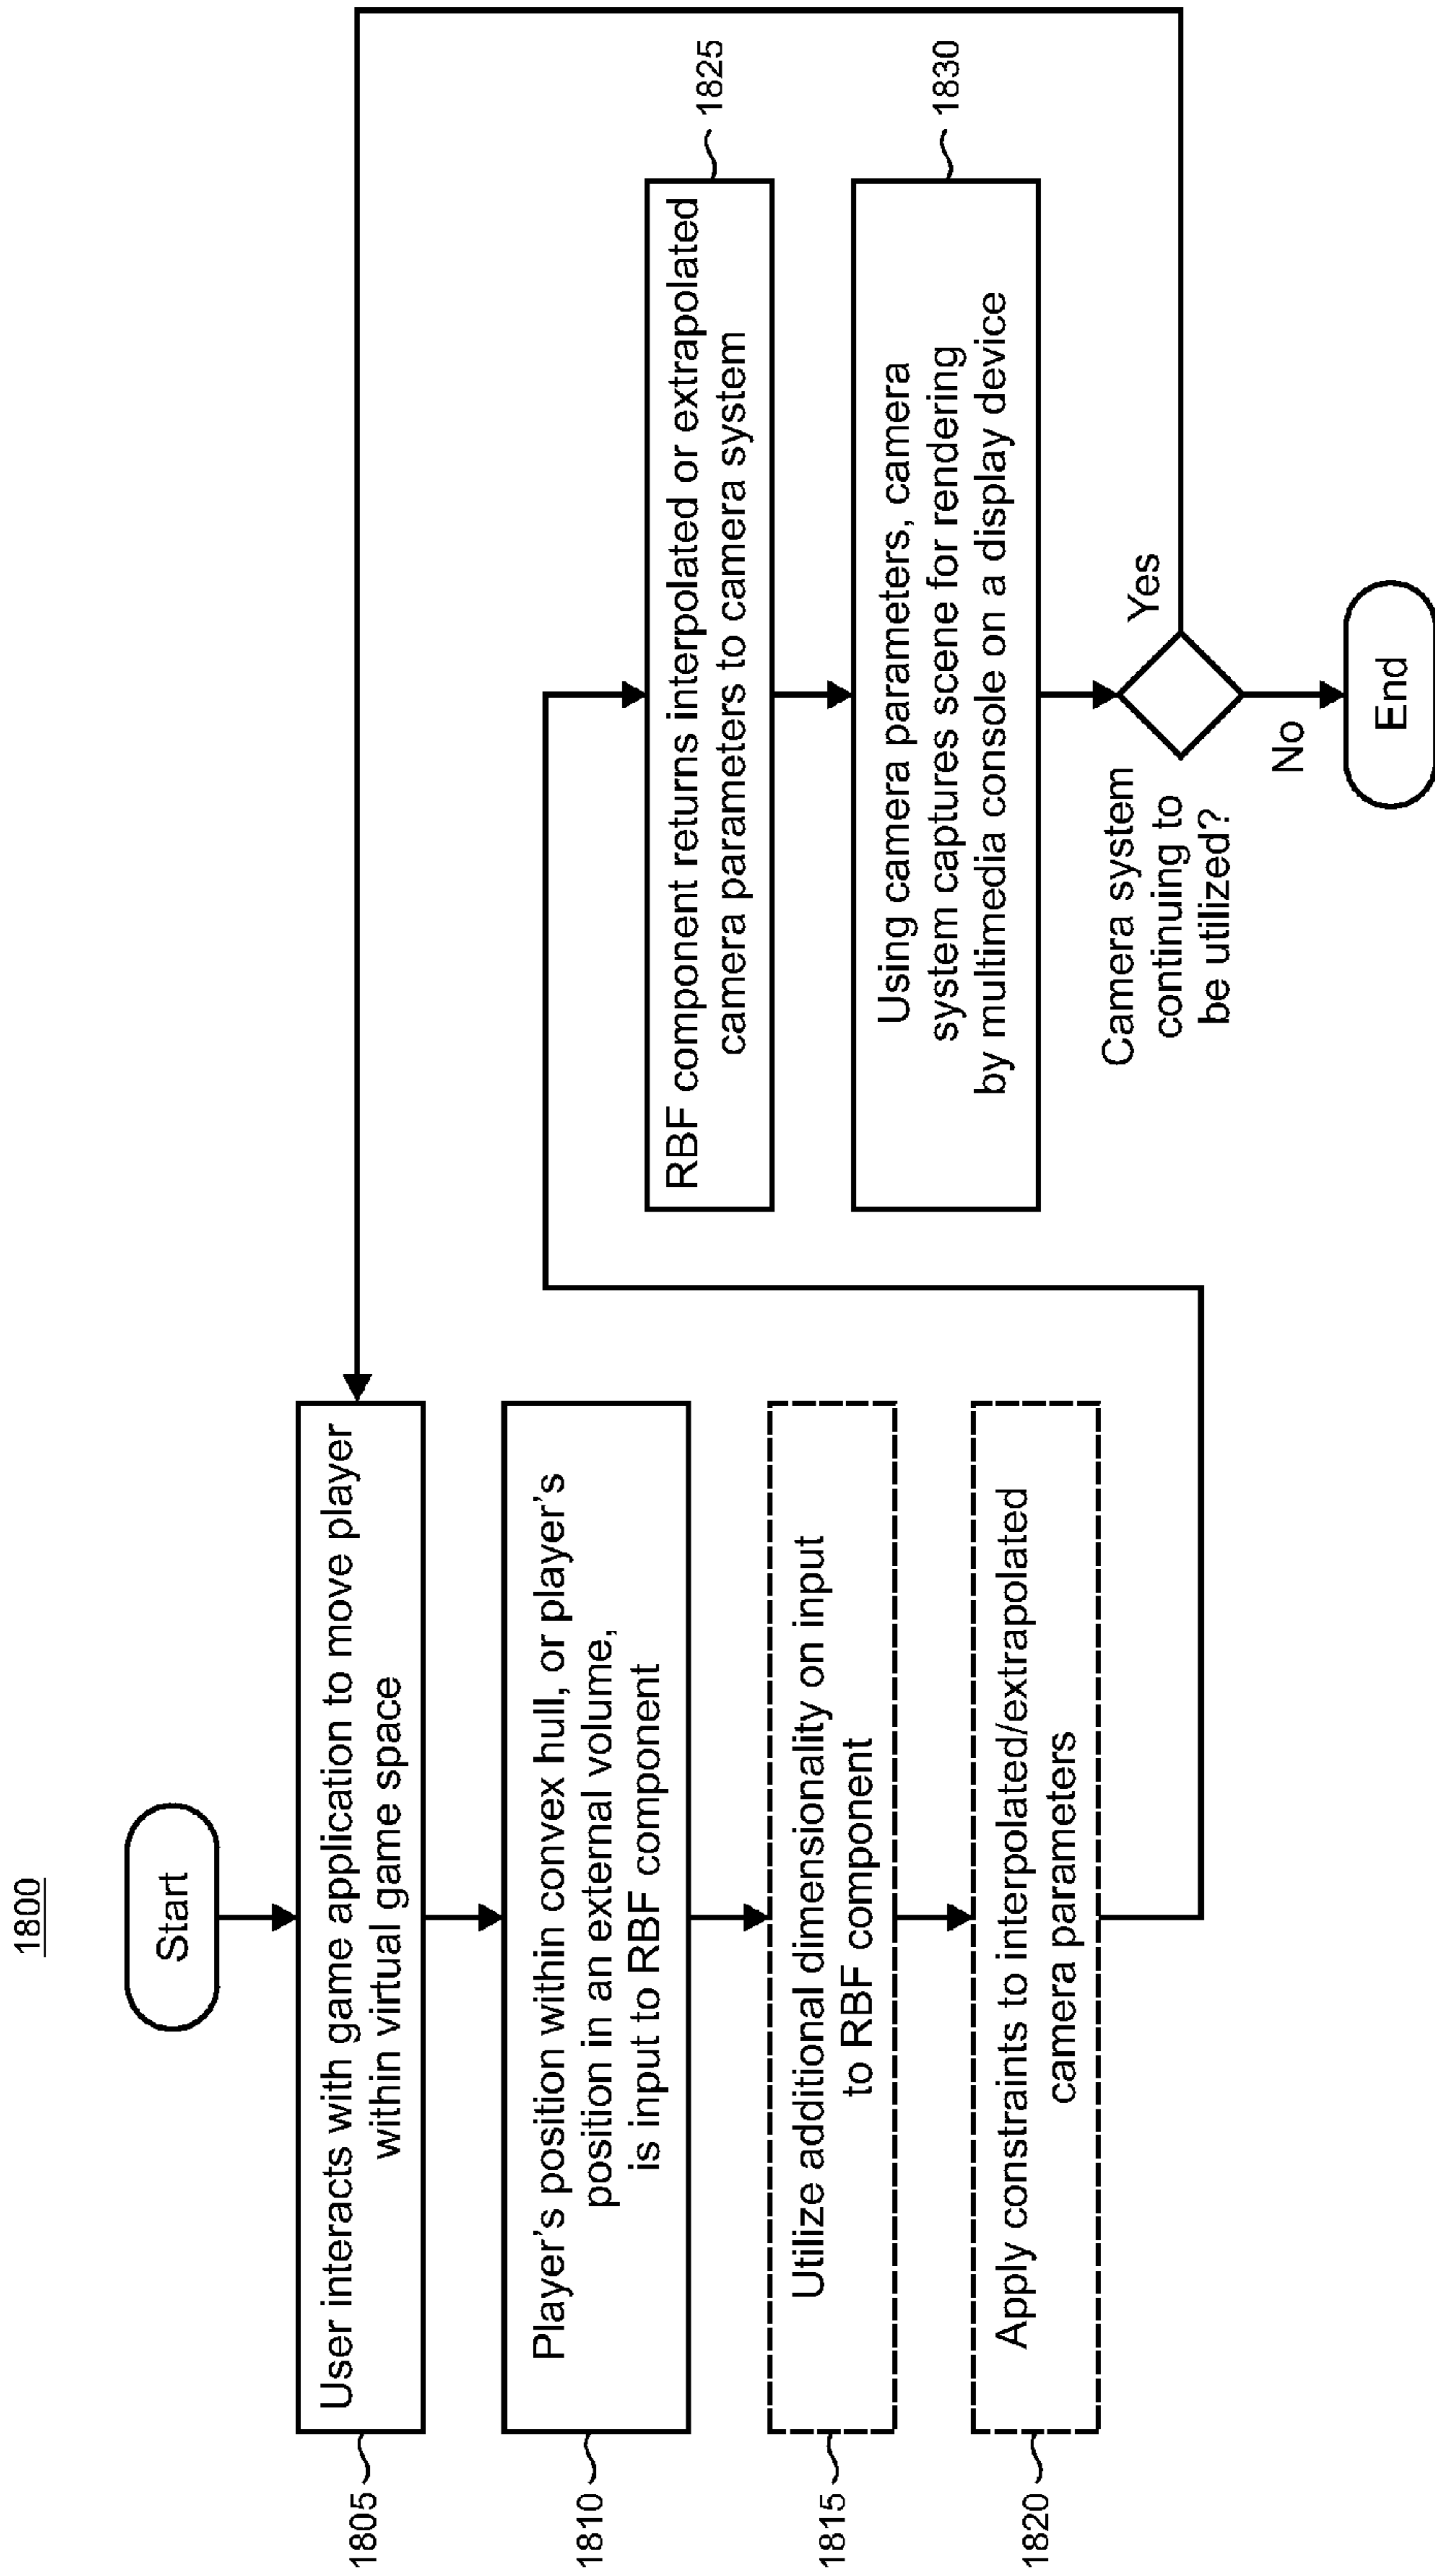 1800
Start
1805
User interacts with game application to move player
within virtual game space
1810
Player's position within convex hull, or player's
position in an external volume,
is input to RBF component
1815
Utilize additional dimensionality on input
to RBF component
1820
Apply constraints to interpolated/extrapolated
camera parameters
RBF component returns interpolated or extrapolated
camera parameters to camera system
1825
Using camera parameters, camera
system captures scene for rendering
by multimedia console on a display device
1830
Camera system
continuing to
be utilized?
Yes
No
End